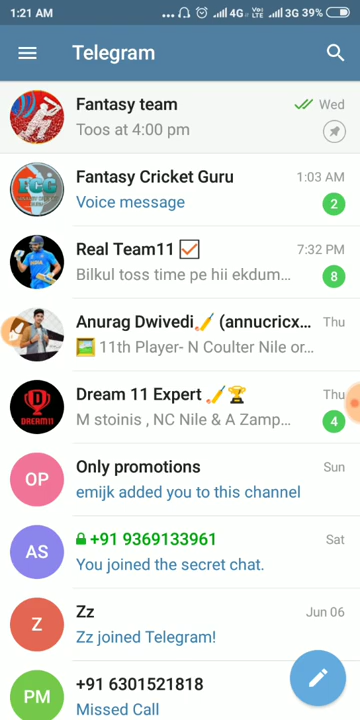 1:21 AM ... 4G Vo LTE 3G 39%
Telegram
Fantasy team Wed
Toos at 4:00 pm
Fantasy Cricket Guru 1:03 AM
FCC
Voice message 2
Real Team11 7:32 PM
Bilkul toss time pe hii ekdum... 8
Anurag Dwivedi🏏 (annucricx... Thu
🖼️ 11th Player- N Coulter Nile or...
Dream 11 Expert 🏏🏆 Thu
D
DREAM11
M stoinis , NC Nile & A Zamp... 4
Only promotions Sun
OP
emijk added you to this channel
+91 9369133961 Sat
AS
You joined the secret chat.
Zz Jun 06
Z
Zz joined Telegram!
+91 6301521818
PM
Missed Call